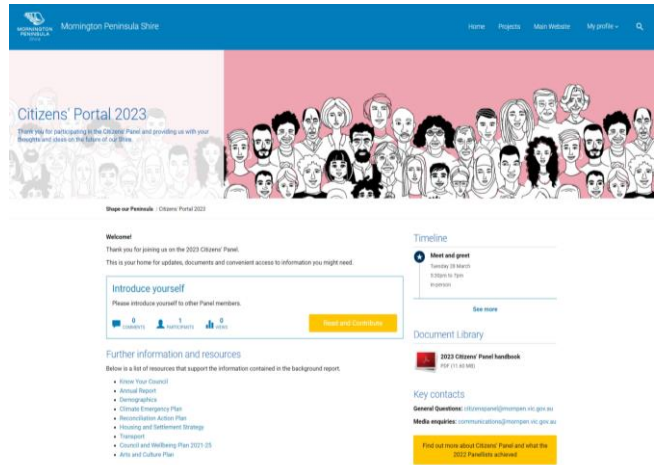 MORNINGTON
PENINSULA
Shire
Mornington Peninsula Shire
Home
Projects
Main Website
My profile
Citizens' Portal 2023
Thank you for participating in the Citizens' Panel and providing us with your
thoughts and ideas on the future of our Shire.
Shape our Peninsula
Citizens' Portal 2023
Welcome!
Thank you for joining us on the 2023 Citizens' Panel.
This is your home for updates, documents and convenient access to information you might need.
Introduce yourself
Please introduce yourself to other Panel members.
0
COMMENTS
1
PARTICIPANTS
0
VIEWS
Read and Contribute
Further information and resources
Below is a list of resources that support the information contained in the background report.
Know Your Council
Annual Report
Demographics
Climate Emergency Plan
Reconciliation Action Plan
Housing and Settlement Strategy
Transport
Council and Wellbeing Plan 2021-25
Arts and Culture Plan
Timeline
Meet and greet
Tuesday 28 March
5:30pm to 7pm
In-person
See more
Document Library
2023 Citizens' Panel handbook
PDF (11.63 MB)
Key contacts
General Questions: citizenspanel@mornpen.vic.gov.au
Media enquiries: communications@mornpen.vic.gov.au
Find out more about Citizens' Panel and what the
2022 Panellists achieved